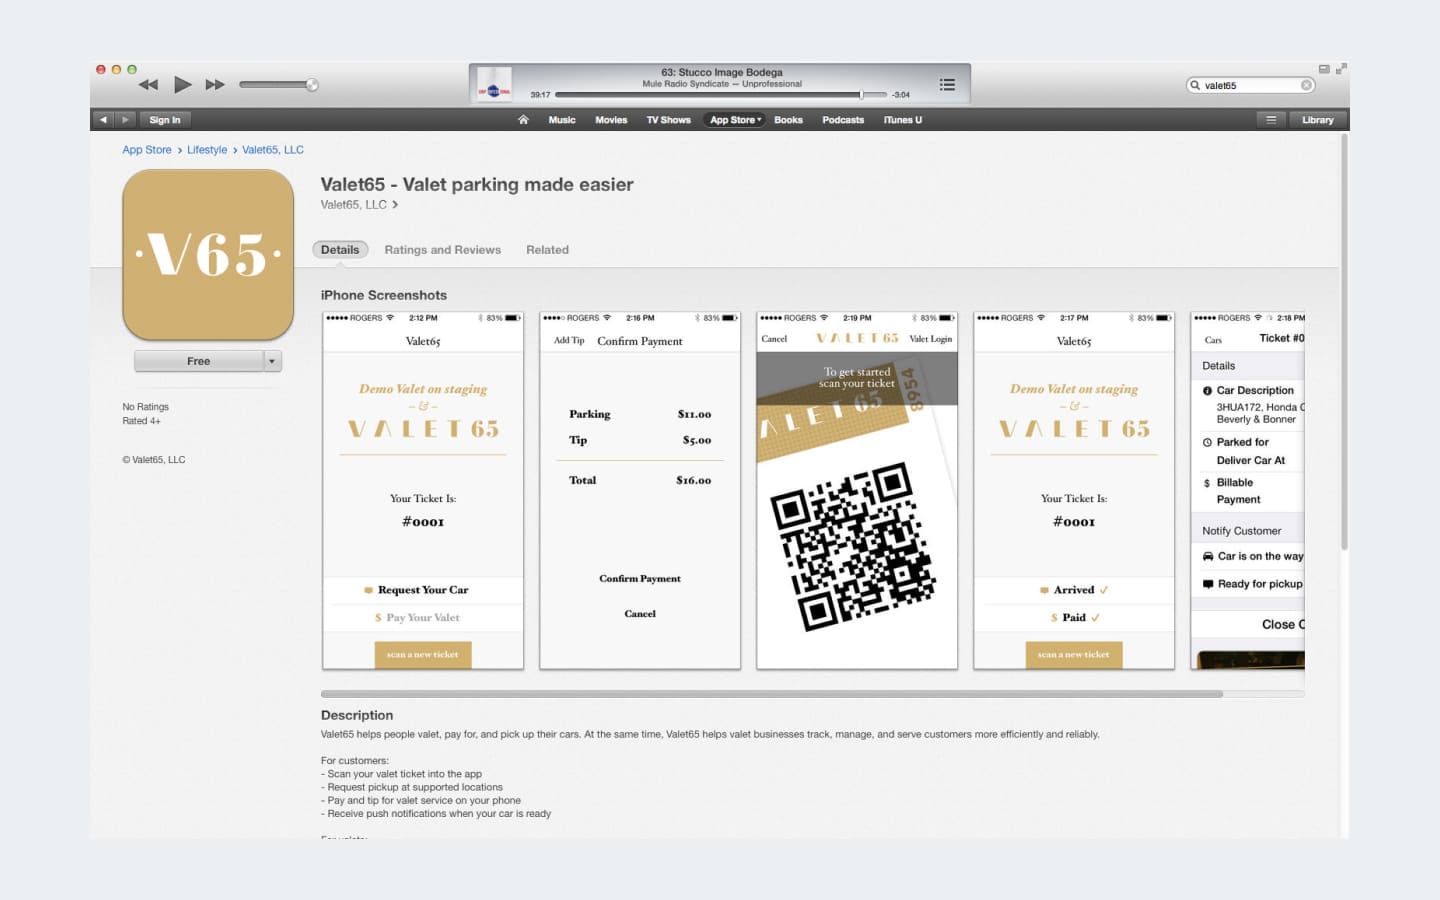 63: Stucco Image Bodega
Mule Radio Syndicate — Unprofessional
39:17
-3:04
valet65
Sign In
Music
Movies
TV Shows
App Store
Books
Podcasts
iTunes U
Library
App Store › Lifestyle › Valet65, LLC
·V65·
Free
No Ratings
Rated 4+
© Valet65, LLC
Valet65 - Valet parking made easier
Valet65, LLC
Details
Ratings and Reviews
Related
iPhone Screenshots
ROGERS 2:12 PM 83%
Valet65
Demo Valet on staging
– & –
VALET 65
Your Ticket Is:
#0001
Request Your Car
$ Pay Your Valet
scan a new ticket
ROGERS 2:16 PM 83%
Add Tip Confirm Payment
Parking $11.00
Tip $5.00
Total $16.00
Confirm Payment
Cancel
ROGERS 2:19 PM 83%
Cancel VALET 65 Valet Login
To get started
scan your ticket
8954
ALET 65
ROGERS 2:17 PM 83%
Valet65
Demo Valet on staging
– & –
VALET 65
Your Ticket Is:
#0001
Arrived ✓
$ Paid ✓
scan a new ticket
ROGERS 2:18 PM
Cars Ticket #0
Details
Car Description
3HUA172, Honda C
Beverly & Bonner
Parked for
Deliver Car At
$ Billable
Payment
Notify Customer
Car is on the way
Ready for pickup
Close C
Description
Valet65 helps people valet, pay for, and pick up their cars. At the same time, Valet65 helps valet businesses track, manage, and serve customers more efficiently and reliably.
For customers:
- Scan your valet ticket into the app
- Request pickup at supported locations
- Pay and tip for valet service on your phone
- Receive push notifications when your car is ready